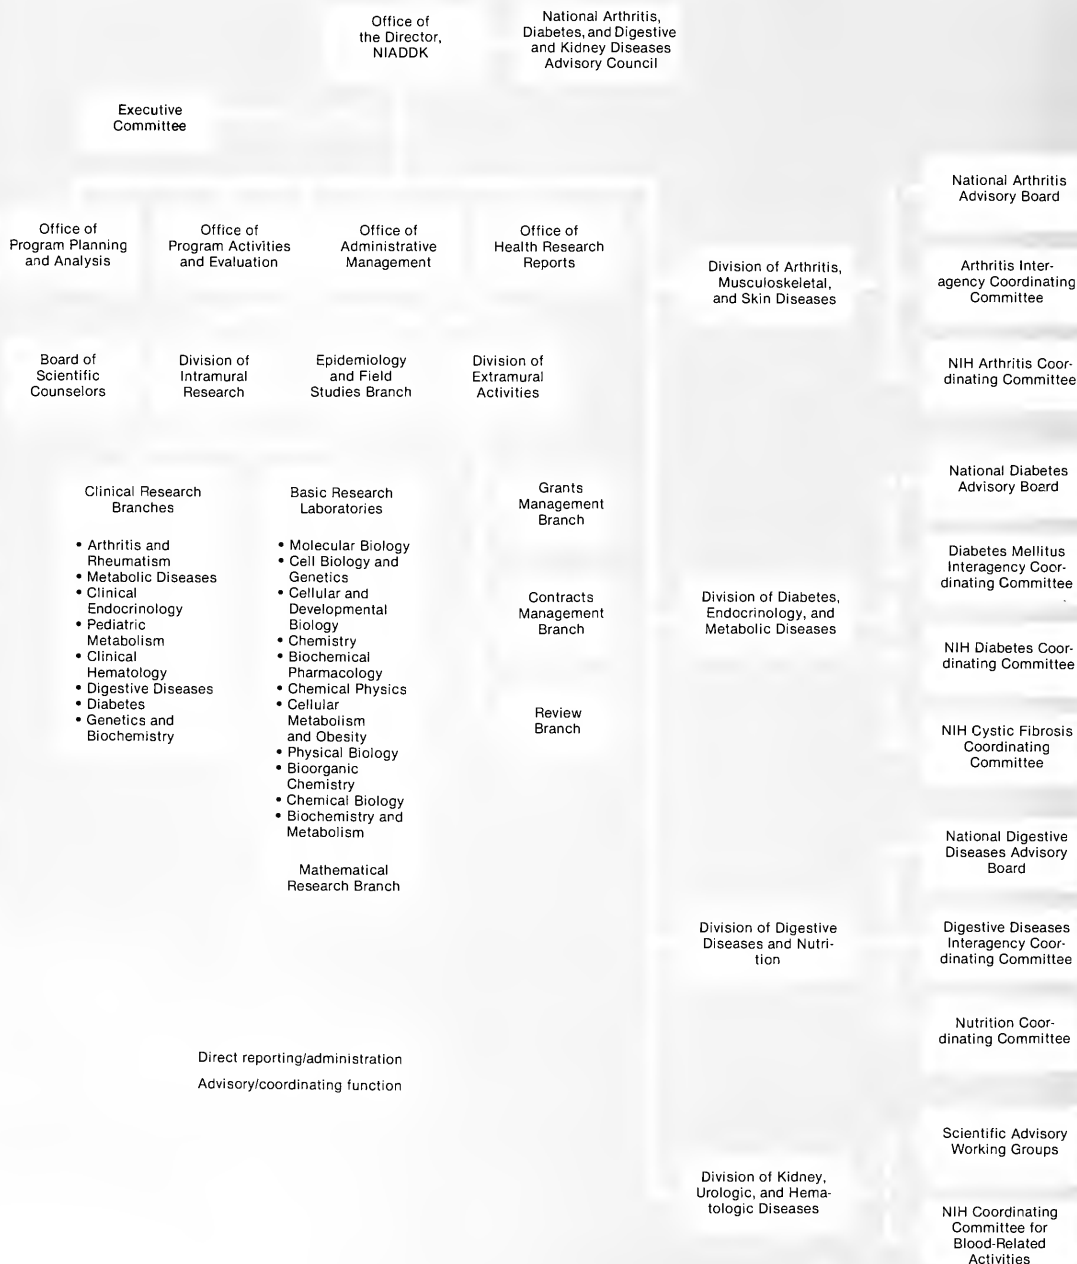 Office of
the Director,
NIADDK
National Arthritis,
Diabetes, and Digestive
and Kidney Diseases
Advisory Council
Executive
Committee
Office of
Program Planning
and Analysis
Office of
Program Activities
and Evaluation
Office of
Administrative
Management
Office of
Health Research
Reports
Board of
Scientific
Counselors
Division of
Intramural
Research
Epidemiology
and Field
Studies Branch
Division of
Extramural
Activities
Clinical Research
Branches
• Arthritis and
Rheumatism
• Metabolic Diseases
• Clinical
Endocrinology
• Pediatric
Metabolism
• Clinical
Hematology
• Digestive Diseases
• Diabetes
• Genetics and
Biochemistry
Basic Research
Laboratories
• Molecular Biology
• Cell Biology and
Genetics
• Cellular and
Developmental
Biology
• Chemistry
• Biochemical
Pharmacology
• Chemical Physics
• Cellular
Metabolism
and Obesity
• Physical Biology
• Bioorganic
Chemistry
• Chemical Biology
• Biochemistry and
Metabolism
Mathematical
Research Branch
Grants
Management
Branch
Contracts
Management
Branch
Review
Branch
Division of Arthritis,
Musculoskeletal,
and Skin Diseases
National Arthritis
Advisory Board
Arthritis Inter-
agency Coordinating
Committee
NIH Arthritis Coor-
dinating Committee
Division of Diabetes,
Endocrinology, and
Metabolic Diseases
National Diabetes
Advisory Board
Diabetes Mellitus
Interagency Coor-
dinating Committee
NIH Diabetes Coor-
dinating Committee
NIH Cystic Fibrosis
Coordinating
Committee
Division of Digestive
Diseases and Nutri-
tion
National Digestive
Diseases Advisory
Board
Digestive Diseases
Interagency Coor-
dinating Committee
Nutrition Coor-
dinating Committee
Division of Kidney,
Urologic, and Hema-
tologic Diseases
Scientific Advisory
Working Groups
NIH Coordinating
Committee for
Blood-Related
Activities
Direct reporting/administration
Advisory/coordinating function